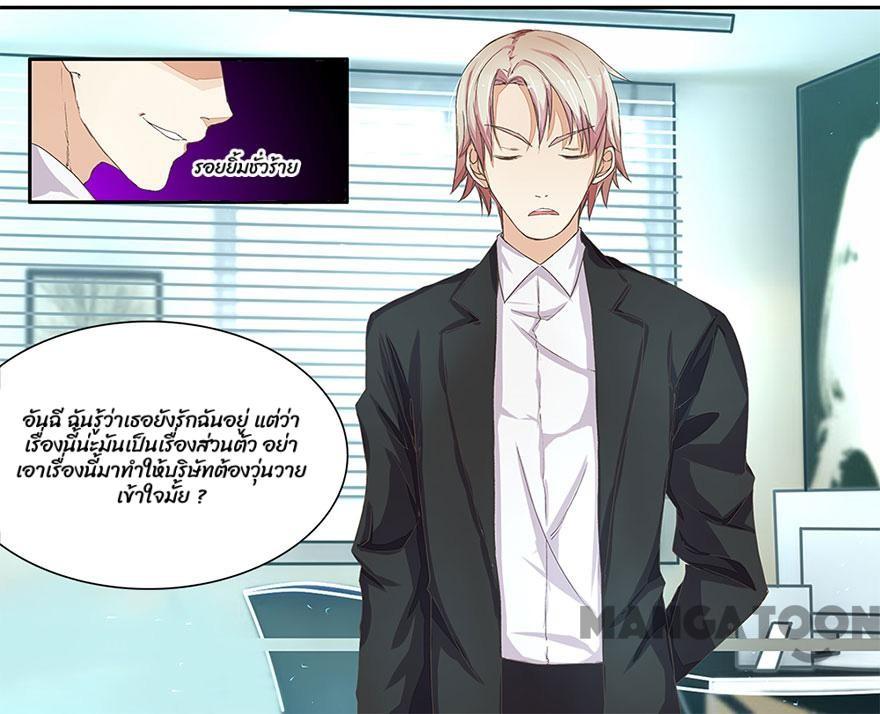 รอยยิ้มชั่วร้าย
อันฉี ฉันรู้ว่าเธอยังรักฉันอยู่ แต่ว่า
เรื่องนี้น่ะมันเป็นเรื่องส่วนตัว อย่า
เอาเรื่องนี้มาทำให้บริษัทต้องวุ่นวาย
เข้าใจมั้ย ?
MANGATOON